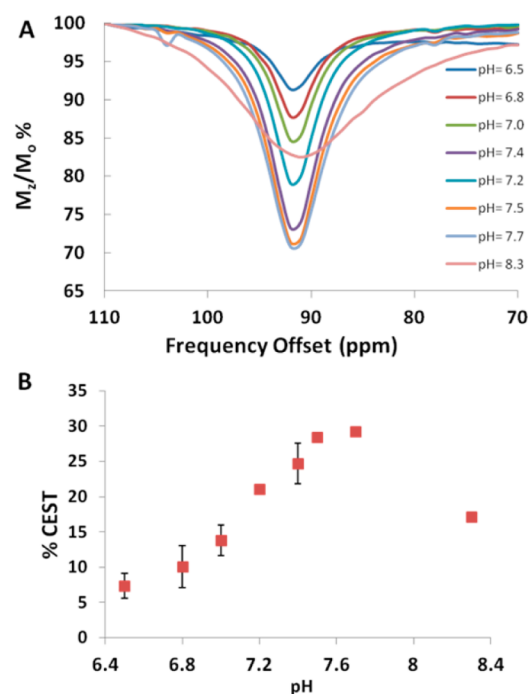 A
100
95
90
85
80
75
70
65
M_z/M_o %
110 100 90 80 70
Frequency Offset (ppm)
pH= 6.5
pH= 6.8
pH= 7.0
pH= 7.4
pH= 7.2
pH= 7.5
pH= 7.7
pH= 8.3
B
35
30
25
20
15
10
5
0
% CEST
6.4 6.8 7.2 7.6 8 8.4
pH